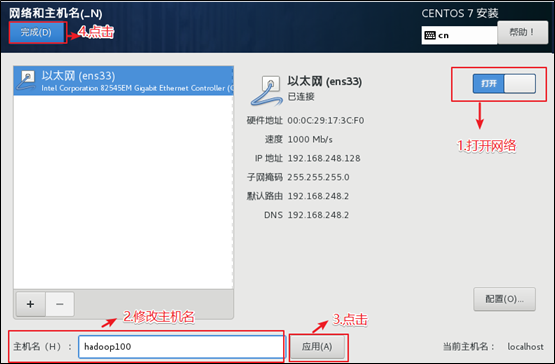 网络和主机名(_N)
CENTOS 7 安装
完成(D)
4.点击
cn
帮助！
以太网 (ens33)
以太网 (ens33)
已连接
打开
硬件地址 00:0C:29:17:3C:F0
速度 1000 Mb/s
IP 地址 192.168.248.128
子网掩码 255.255.255.0
默认路由 192.168.248.2
DNS 192.168.248.2
1.打开网络
Intel Corporation 82545EM Gigabit Ethernet Controller (
+
−
配置(O)...
2.修改主机名
3.点击
主机名（H）：
hadoop100
应用(A)
当前主机名： localhost